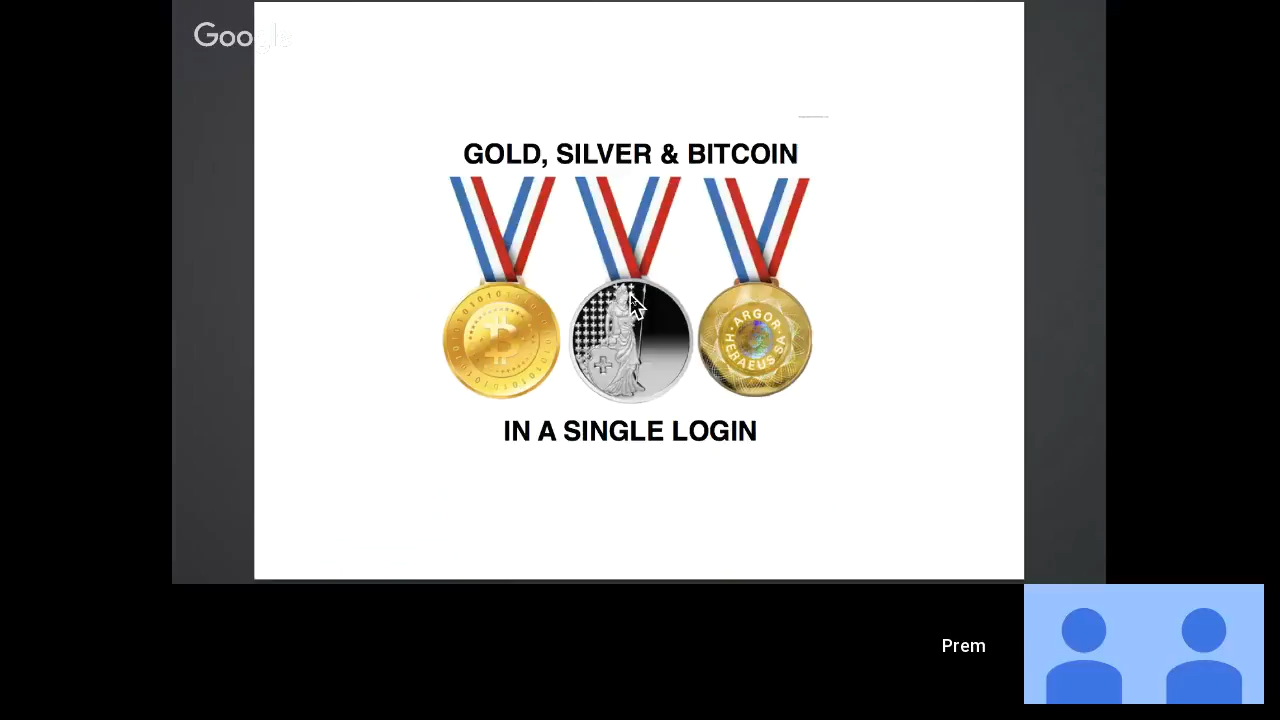 Google
GOLD, SILVER & BITCOIN
ARGOR
HERAEUS SA
IN A SINGLE LOGIN
Prem